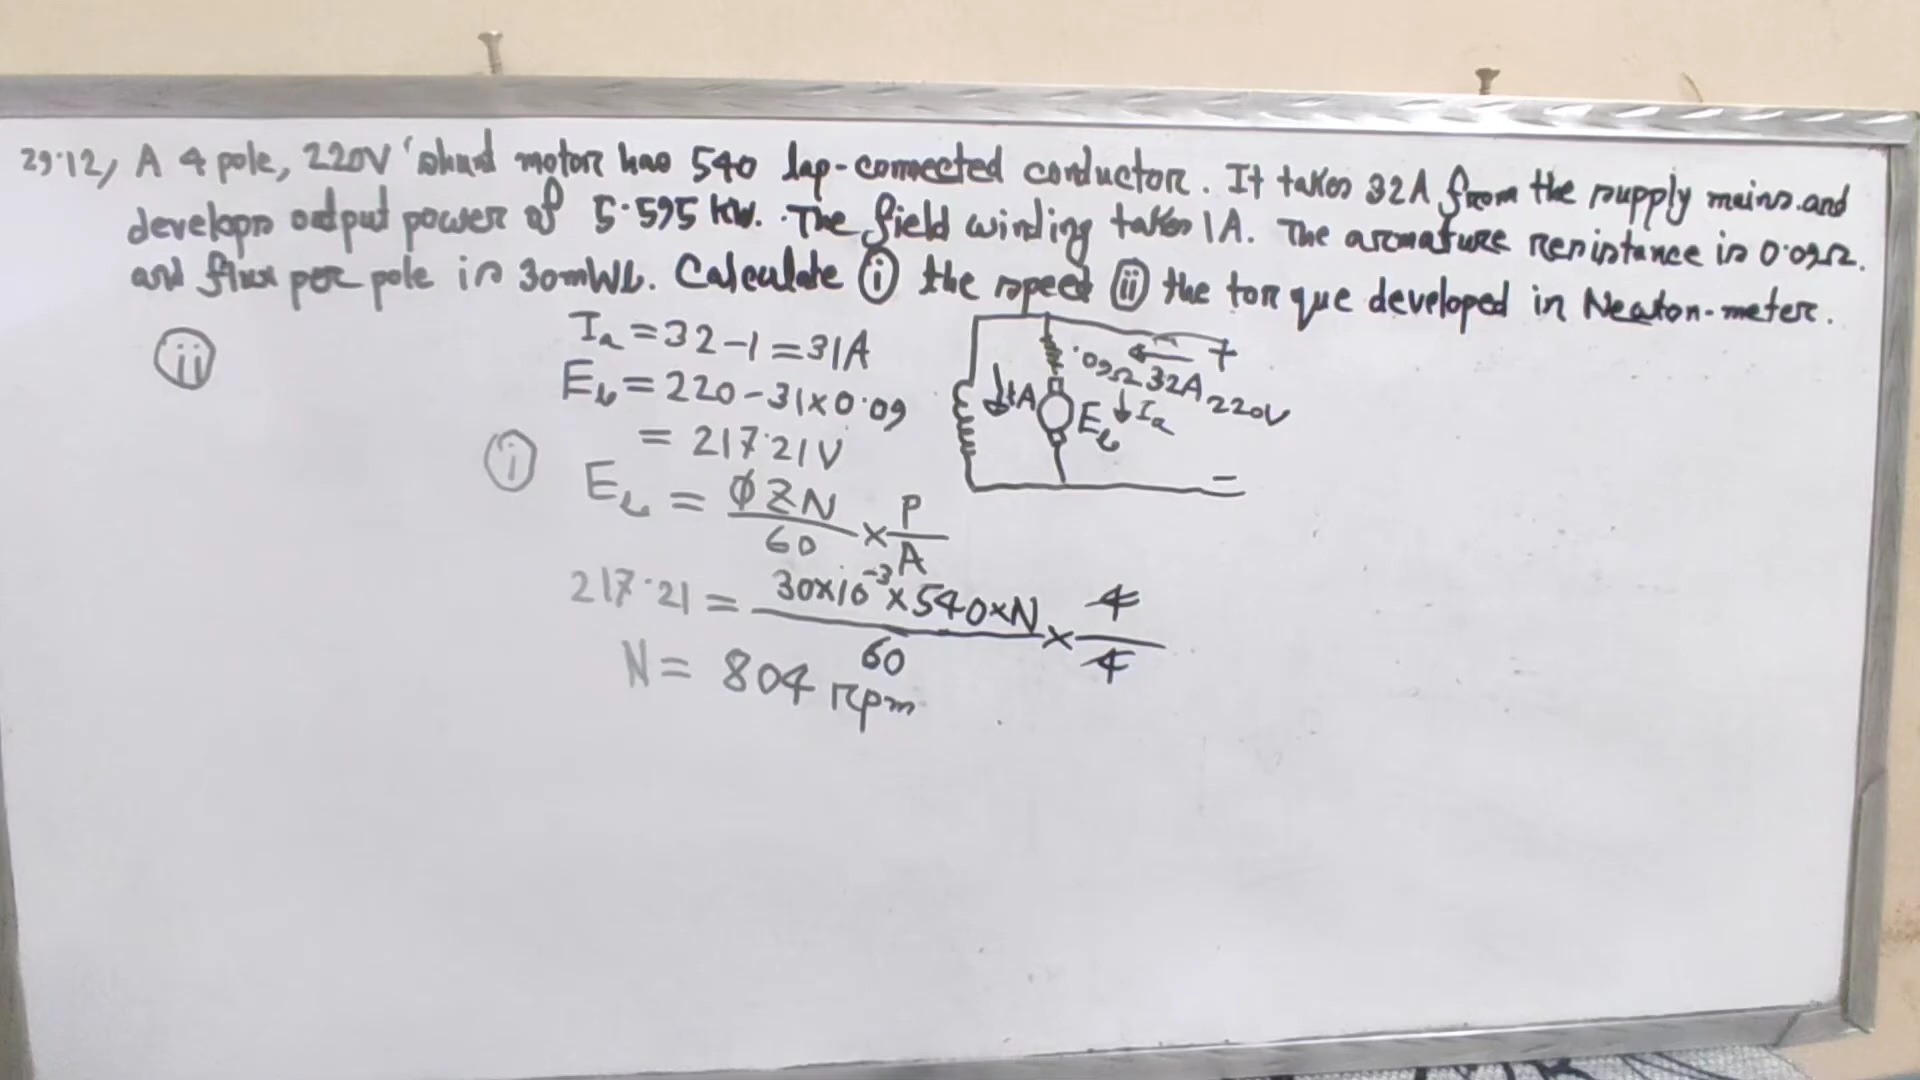 29.12, A 4 pole, 220V shunt motor has 540 lap-connected conductor. It takes 32A from the supply mains and
develops output power of 5.595 kW. The field winding takes 1A. The armature resistance is 0.09Ω.
and flux per pole is 30mWb. Calculate (i) the speed (ii) the torque developed in Newton-meter.
(ii)
Ia = 32-1 = 31A
Eb = 220-31×0.09
= 217.21V
(i) Eb = ØZN/60 × P/A
217.21 = 30×10⁻³×540×N/60 × 4/4
N = 804 rpm
+
.09Ω 32A
1A Eb Ia 220V
-